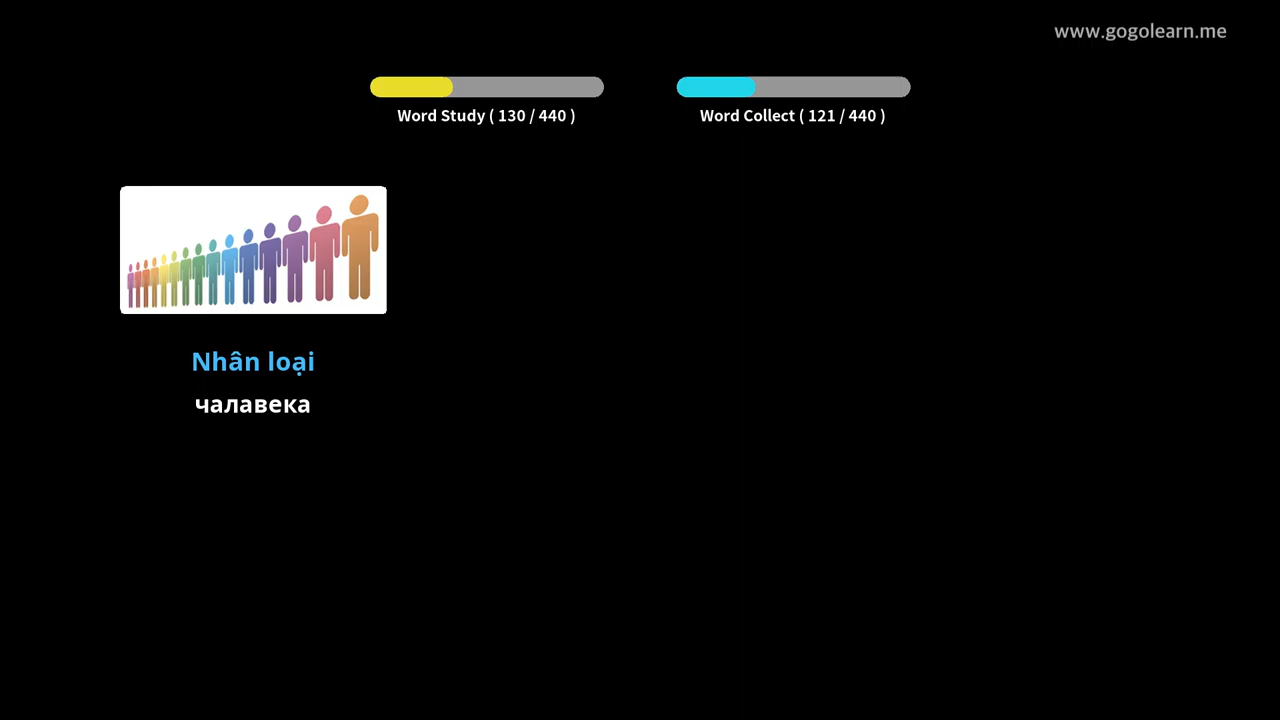 www.gogolearn.me
Word Study ( 130 / 440 )
Word Collect ( 121 / 440 )
Nhân loại
чалавека